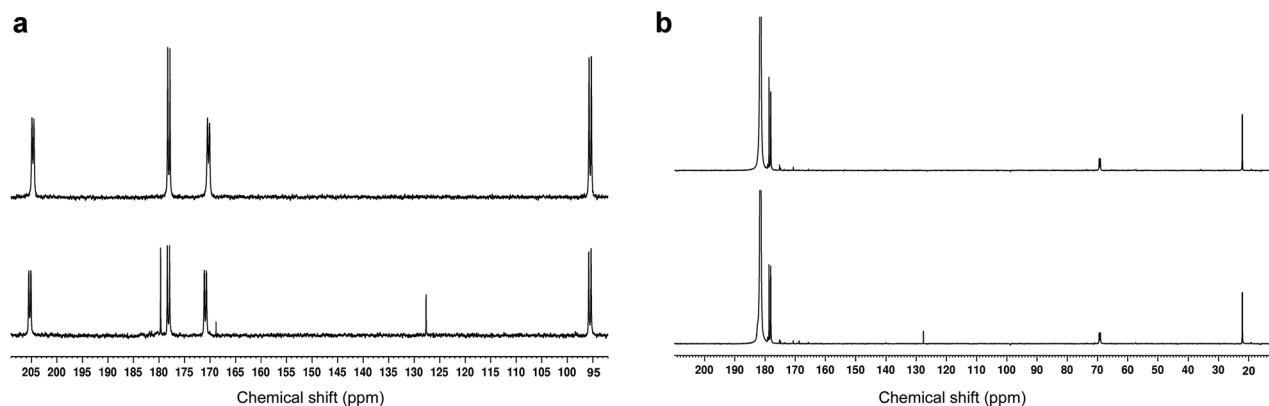 a
b
205 200 195 190 185 180 175 170 165 160 155 150 145 140 135 130 125 120 115 110 105 100 95
200 190 180 170 160 150 140 130 120 110 100 90 80 70 60 50 40 30 20
Chemical shift (ppm)
Chemical shift (ppm)